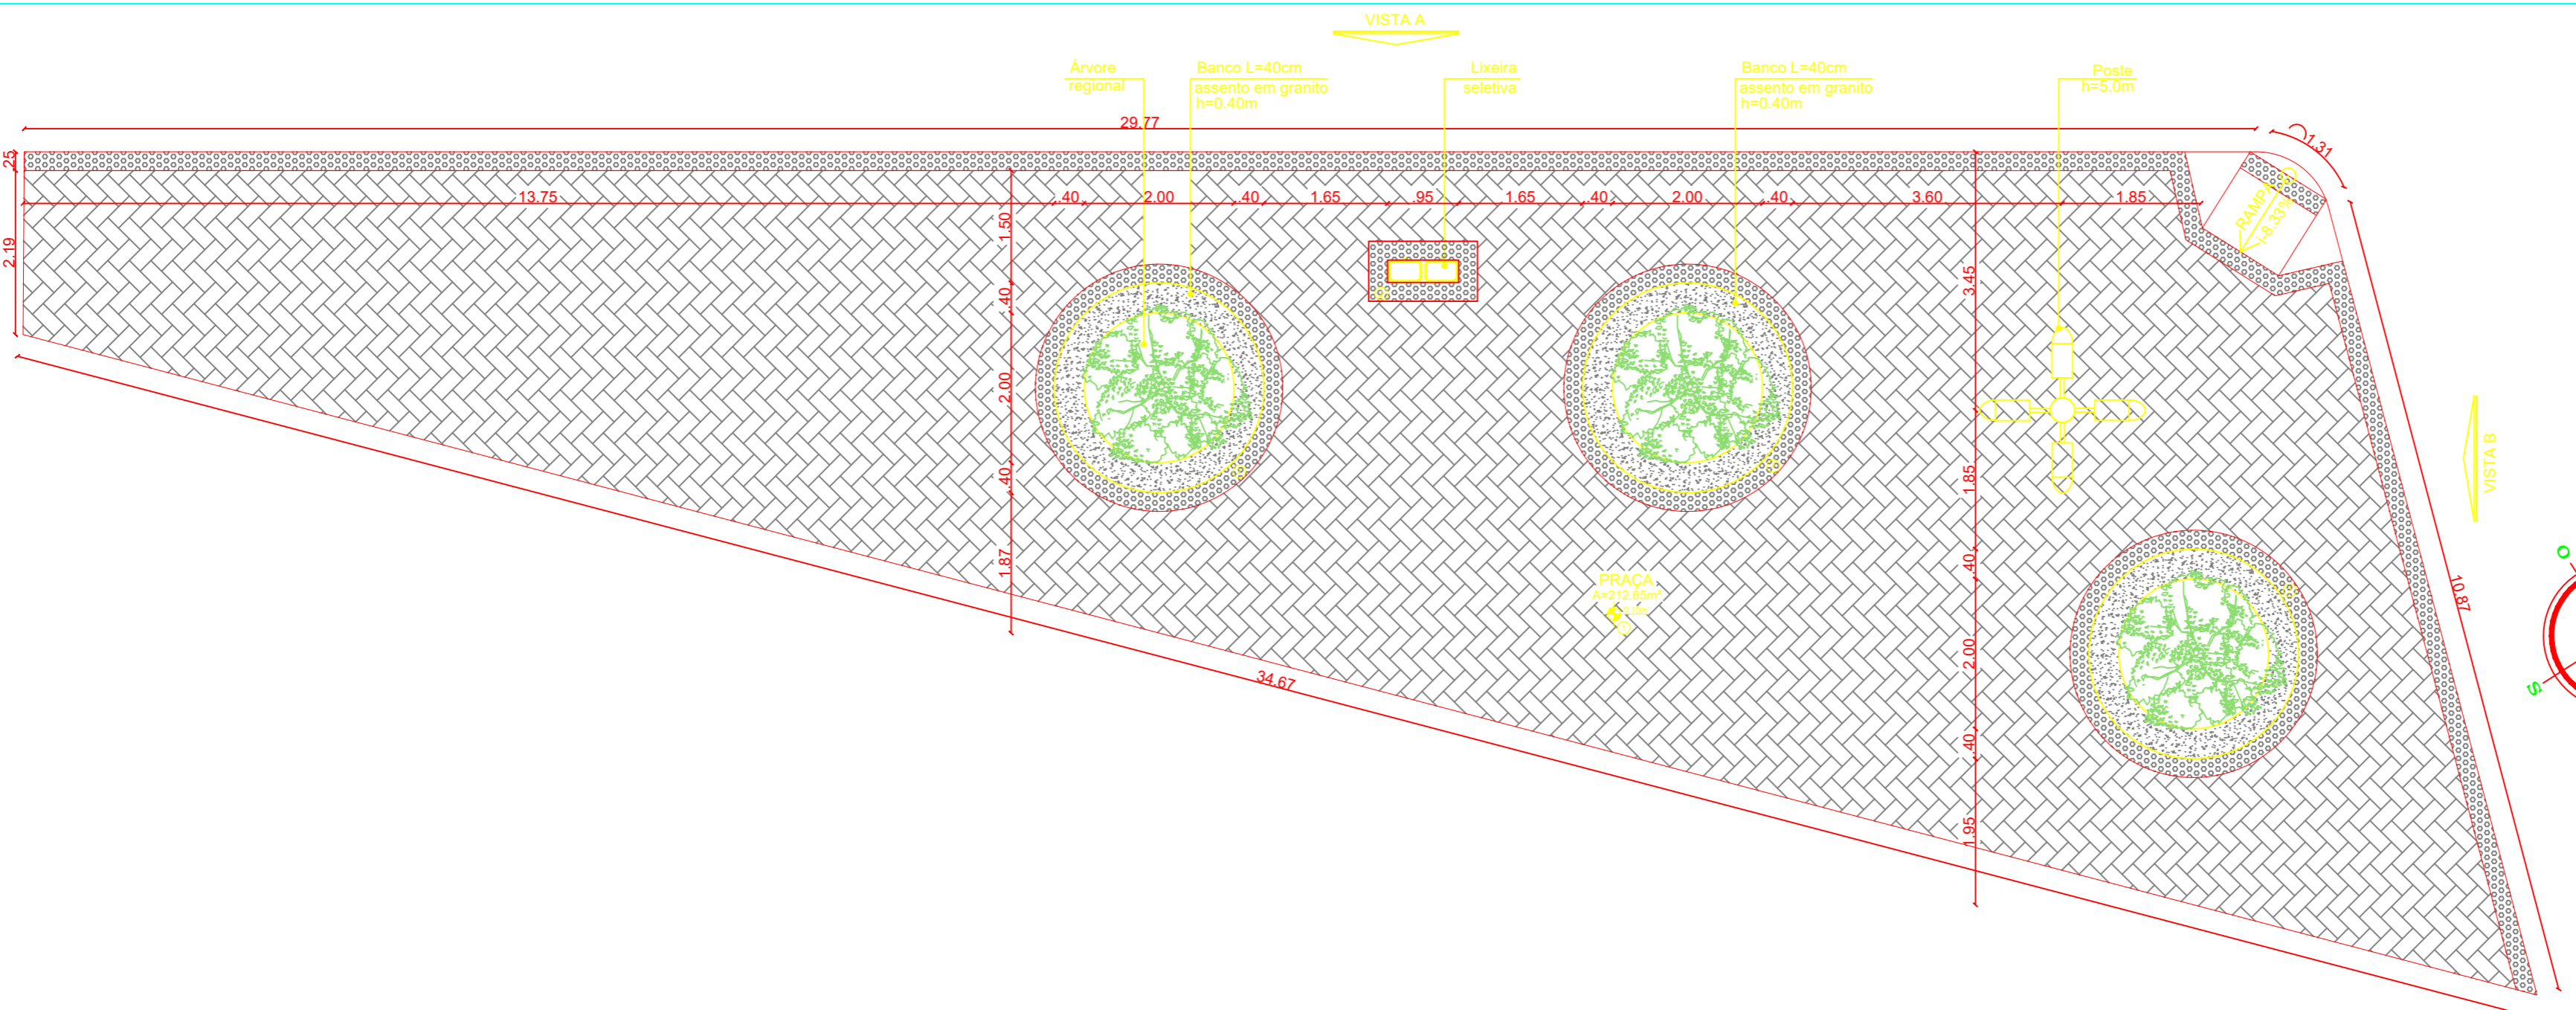 VISTA A
Árvore
regional
Banco L=40cm
assento em granito
h=0.40m
Lixeira
seletiva
Banco L=40cm
assento em granito
h=0.40m
Poste
h=5.0m
29.77
1.31
.25
13.75
.40
2.00
.40
1.65
.95
1.65
.40
2.00
.40
3.60
1.85
RAMPA
i-8.33%
2.19
1.50
.40
2.00
.40
1.87
3.45
1.85
.40
2.00
.40
1.95
VISTA B
PRAÇA
A=212.65m²
34.67
10.87
O
S